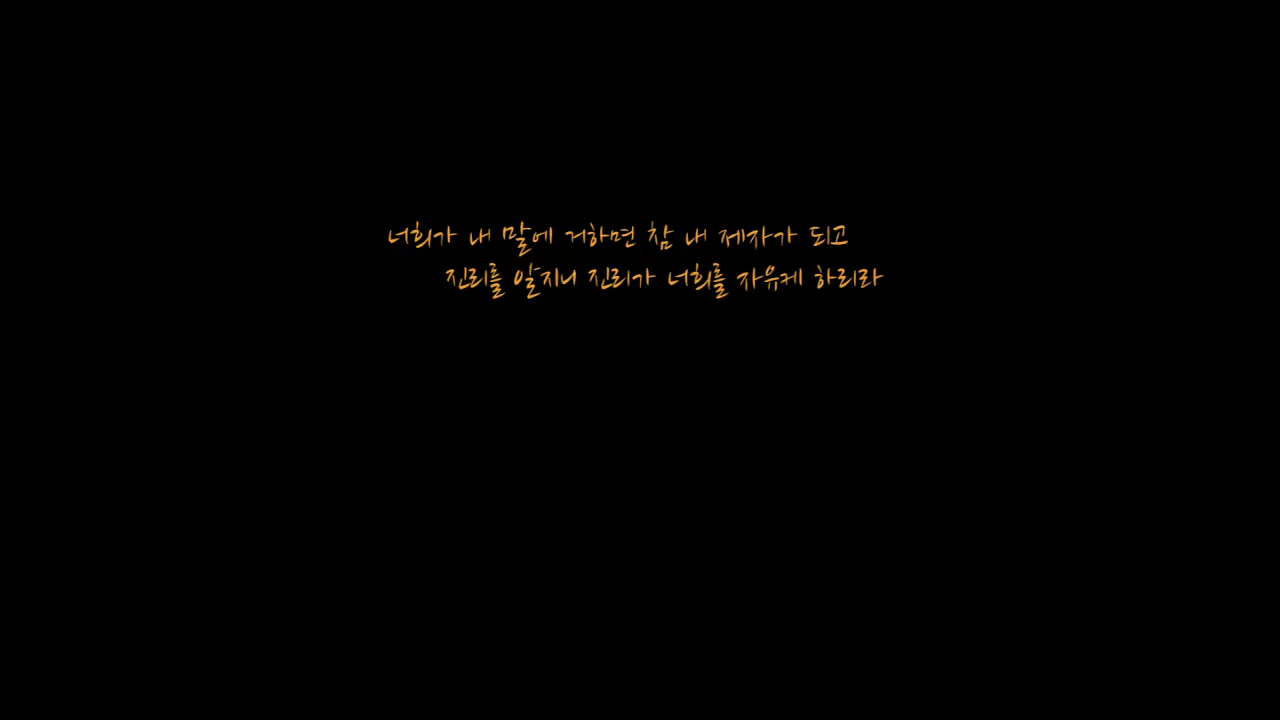 너희가 내 말에 거하면 참 내 제자가 되고
진리를 알지니 진리가 너희를 자유케 하리라